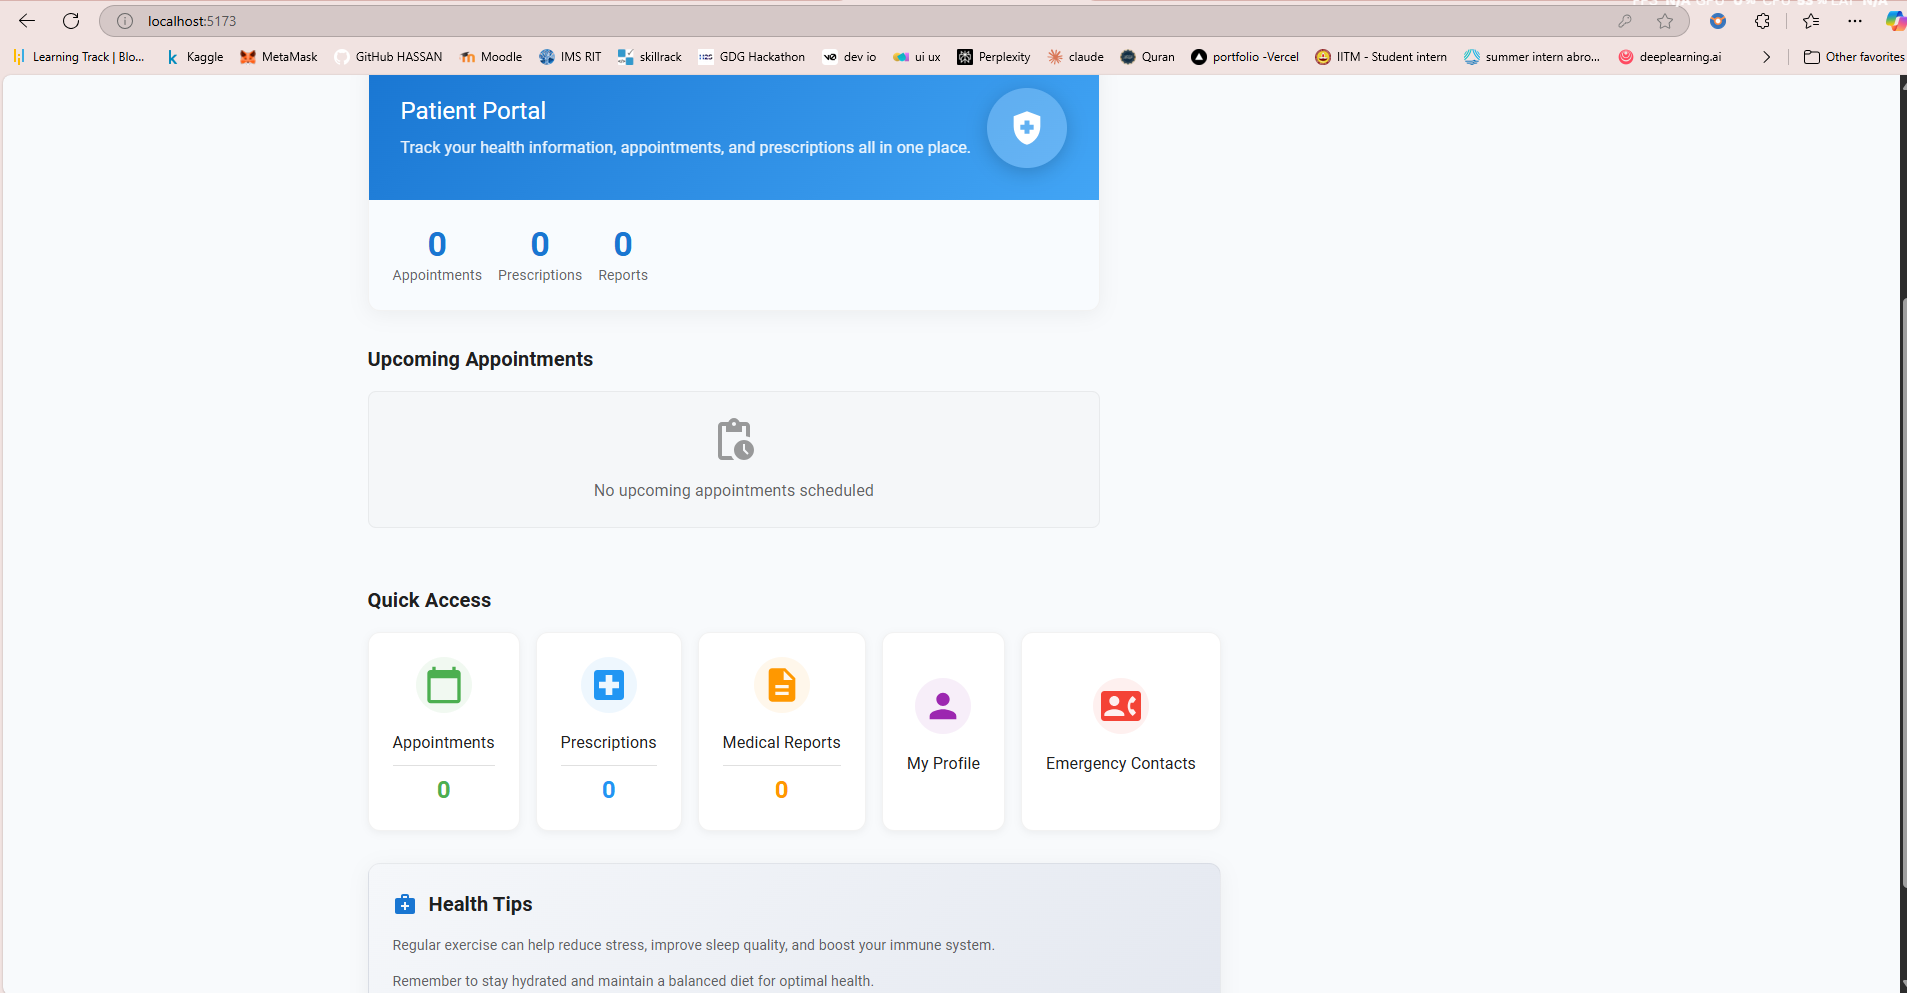 localhost:5173
Learning Track | Blo...
Kaggle
MetaMask
GitHub HASSAN
Moodle
IMS RIT
skillrack
GDG Hackathon
dev io
ui ux
Perplexity
claude
Quran
portfolio -Vercel
IITM - Student intern
summer intern abro...
deeplearning.ai
Other favorites
Patient Portal
Track your health information, appointments, and prescriptions all in one place.
0 0 0
Appointments Prescriptions Reports
Upcoming Appointments
No upcoming appointments scheduled
Quick Access
Appointments
0
Prescriptions
0
Medical Reports
0
My Profile
Emergency Contacts
Health Tips
Regular exercise can help reduce stress, improve sleep quality, and boost your immune system.
Remember to stay hydrated and maintain a balanced diet for optimal health.